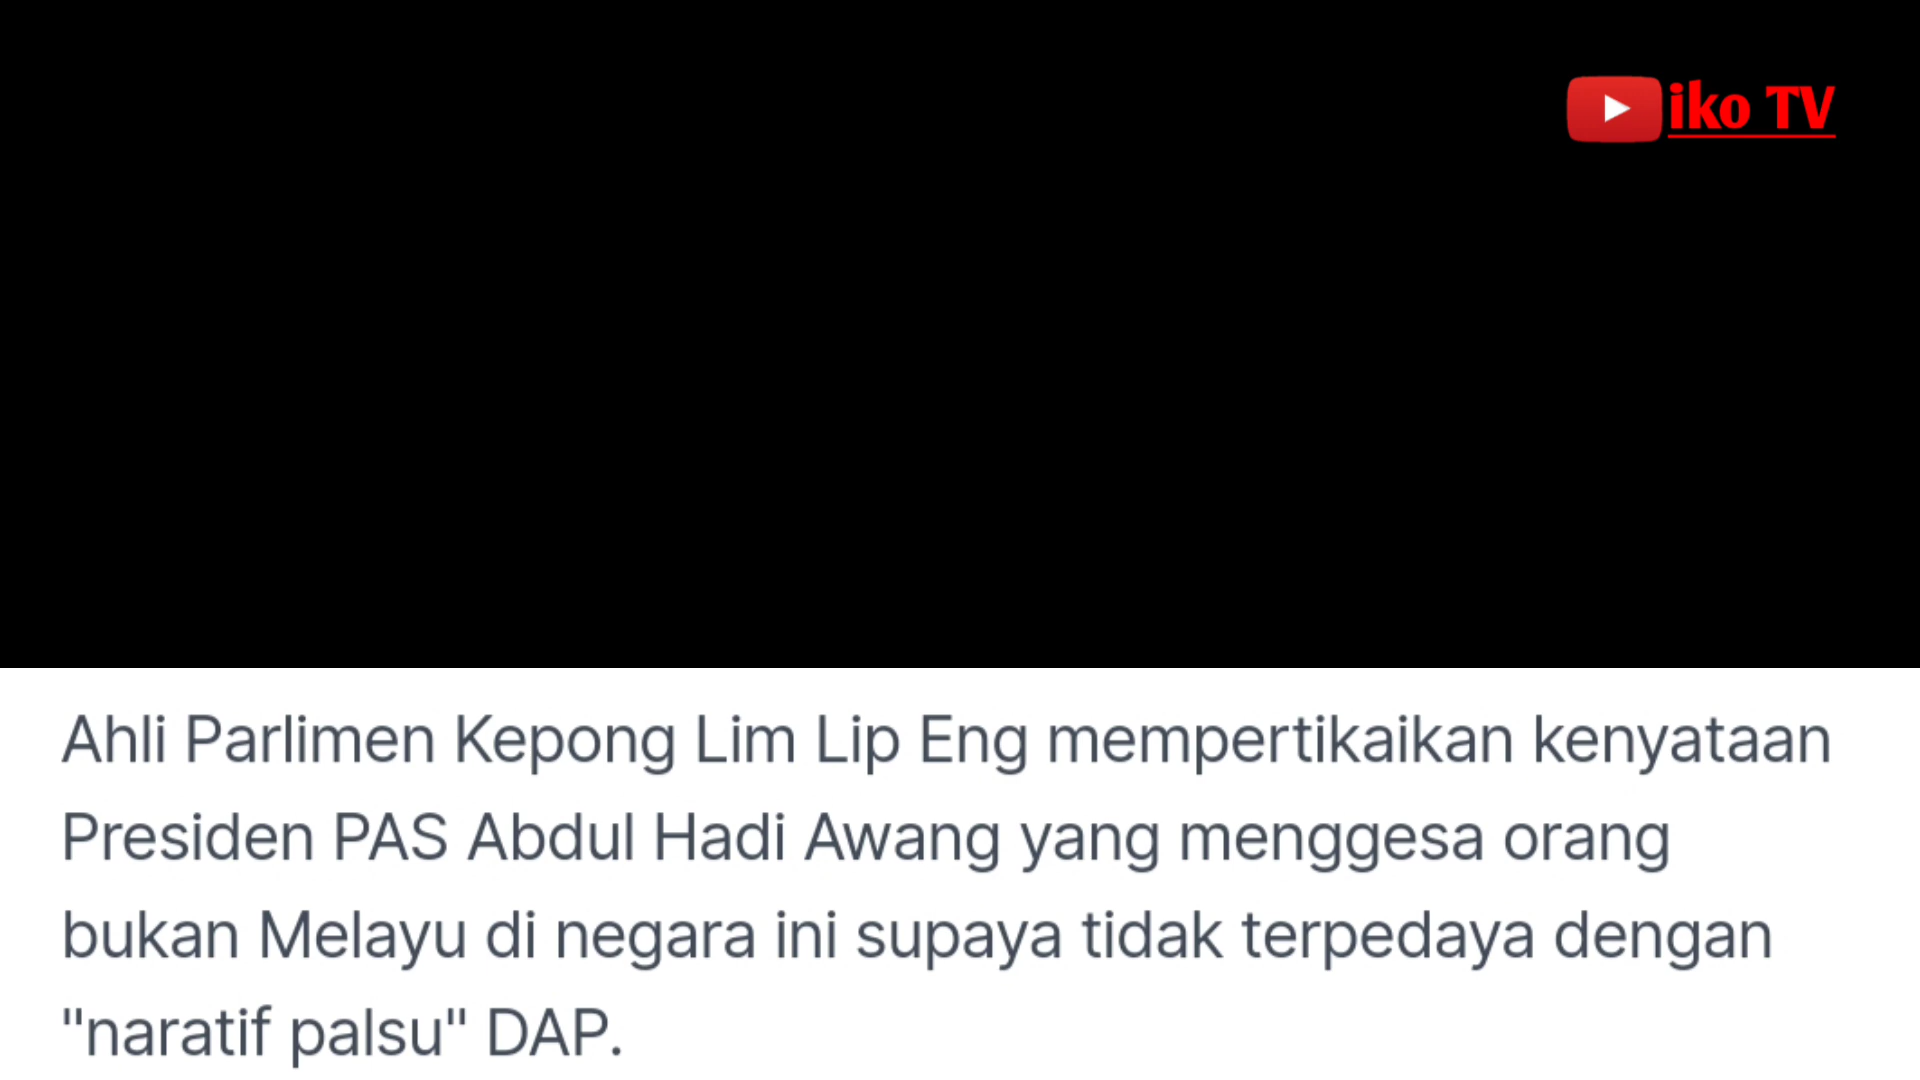 iko TV
Ahli Parlimen Kepong Lim Lip Eng mempertikaikan kenyataan
Presiden PAS Abdul Hadi Awang yang menggesa orang
bukan Melayu di negara ini supaya tidak terpedaya dengan
"naratif palsu" DAP.